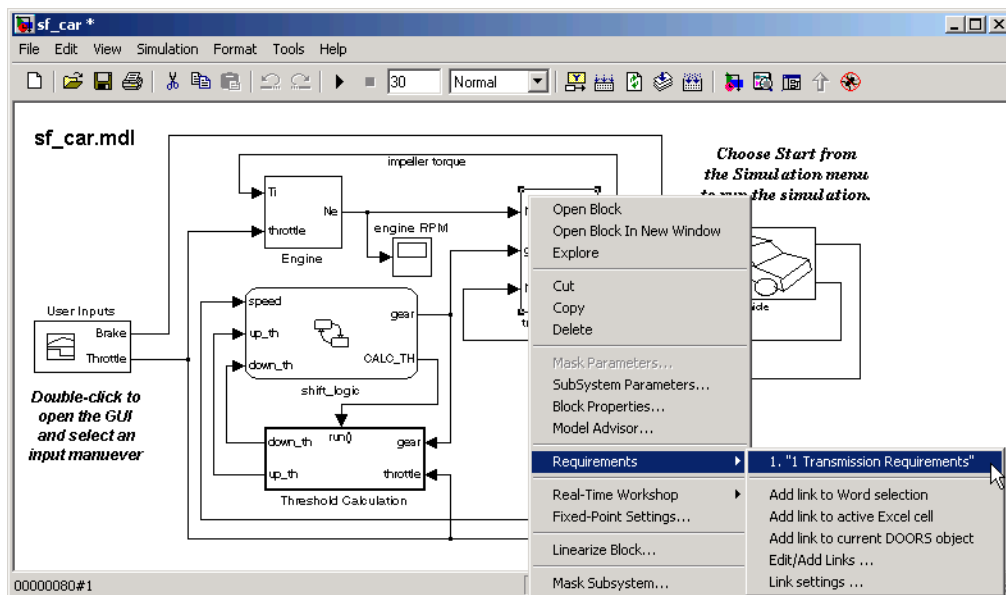 sf_car *
File Edit View Simulation Format Tools Help
30 Normal
sf_car.mdl
impeller torque
Choose Start from
the Simulation menu
to run the simulation.
Ti
Ne
throttle
Engine
engine RPM
speed
up_th
down_th
gear
CALC_TH
shift_logic
User Inputs
Brake
Throttle
Double-click to
open the GUI
and select an
input manuever
run()
down_th
up_th
gear
throttle
Threshold Calculation
Open Block
Open Block In New Window
Explore
Cut
Copy
Delete
Mask Parameters...
SubSystem Parameters...
Block Properties...
Model Advisor...
Requirements
Real-Time Workshop
Fixed-Point Settings...
Linearize Block...
Mask Subsystem...
1. "1 Transmission Requirements"
Add link to Word selection
Add link to active Excel cell
Add link to current DOORS object
Edit/Add Links ...
Link settings ...
00000080#1